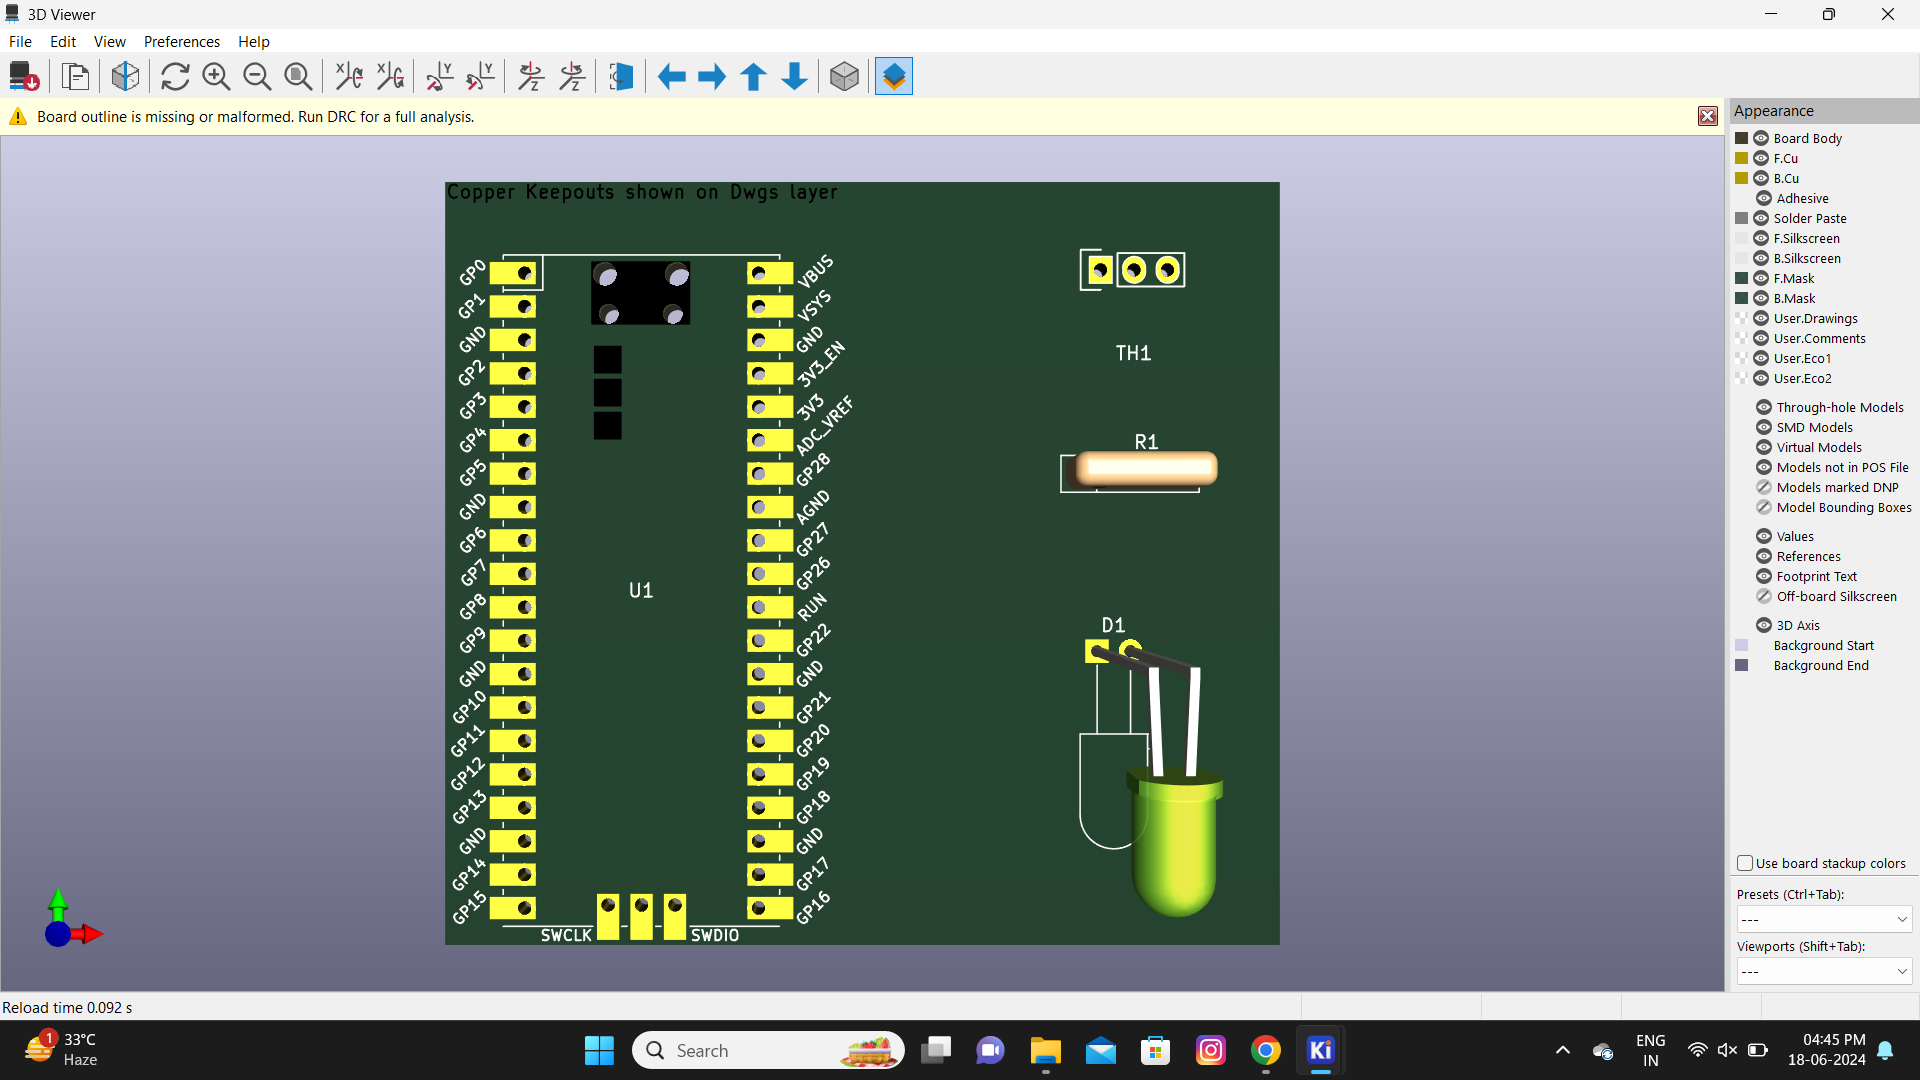 3D Viewer
File Edit View Preferences Help
Board outline is missing or malformed. Run DRC for a full analysis.
Copper Keepouts shown on Dwgs layer
GP0
GP1
GND
GP2
GP3
GP4
GP5
GND
GP6
GP7
GP8
GP9
GND
GP10
GP11
GP12
GP13
GND
GP14
GP15
VBUS
VSYS
GND
3V3_EN
3V3
ADC_VREF
GP28
AGND
GP27
GP26
RUN
GP22
GND
GP21
GP20
GP19
GP18
GND
GP17
GP16
U1
SWCLK
SWDIO
TH1
R1
D1
Appearance
Board Body
F.Cu
B.Cu
Adhesive
Solder Paste
F.Silkscreen
B.Silkscreen
F.Mask
B.Mask
User.Drawings
User.Comments
User.Eco1
User.Eco2
Through-hole Models
SMD Models
Virtual Models
Models not in POS File
Models marked DNP
Model Bounding Boxes
Values
References
Footprint Text
Off-board Silkscreen
3D Axis
Background Start
Background End
Use board stackup colors
Presets (Ctrl+Tab):
---
Viewports (Shift+Tab):
---
Reload time 0.092 s
1
33°C
Haze
Search
Ki
ENG
IN
04:45 PM
18-06-2024